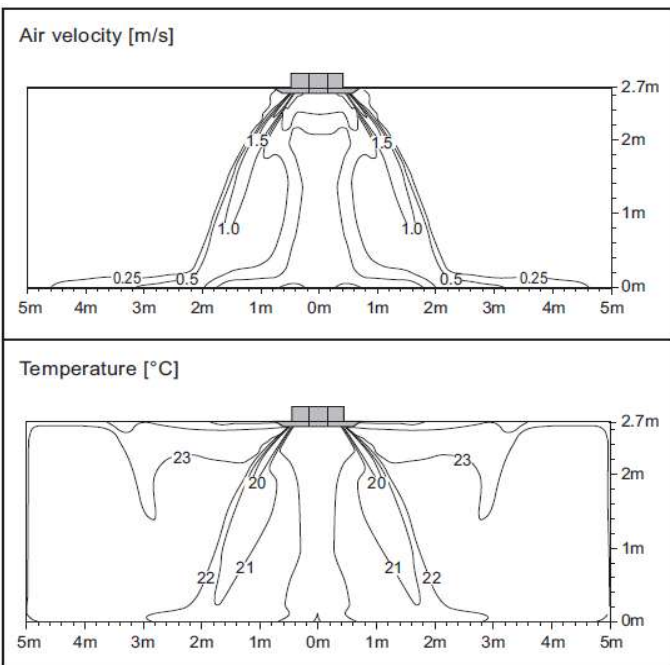 Air velocity [m/s]
2.7m
1.5 1.5 2m
1.0 1.0 1m
0.25 0.5 0.5 0.25 0m
5m 4m 3m 2m 1m 0m 1m 2m 3m 4m 5m
Temperature [°C]
2.7m
23 23
20 20 2m
22 21 21 22 1m
0m
5m 4m 3m 2m 1m 0m 1m 2m 3m 4m 5m